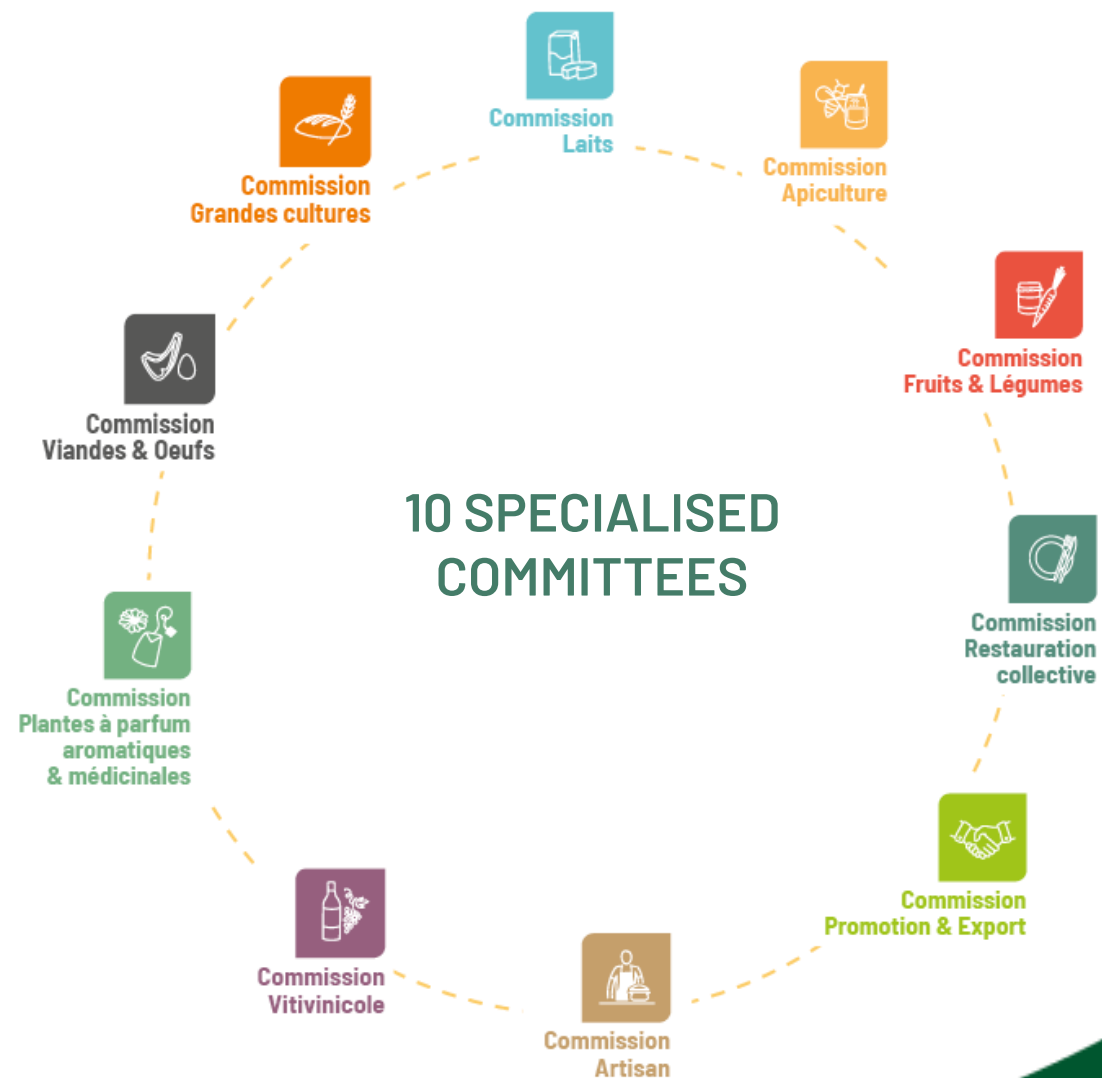 Commission
Laits
Commission
Apiculture
Commission
Grandes cultures
Commission
Fruits & Légumes
Commission
Viandes & Oeufs
10 SPECIALISED
COMMITTEES
Commission
Restauration
collective
Commission
Plantes à parfum
aromatiques
& médicinales
Commission
Promotion & Export
Commission
Vitivinicole
Commission
Artisan